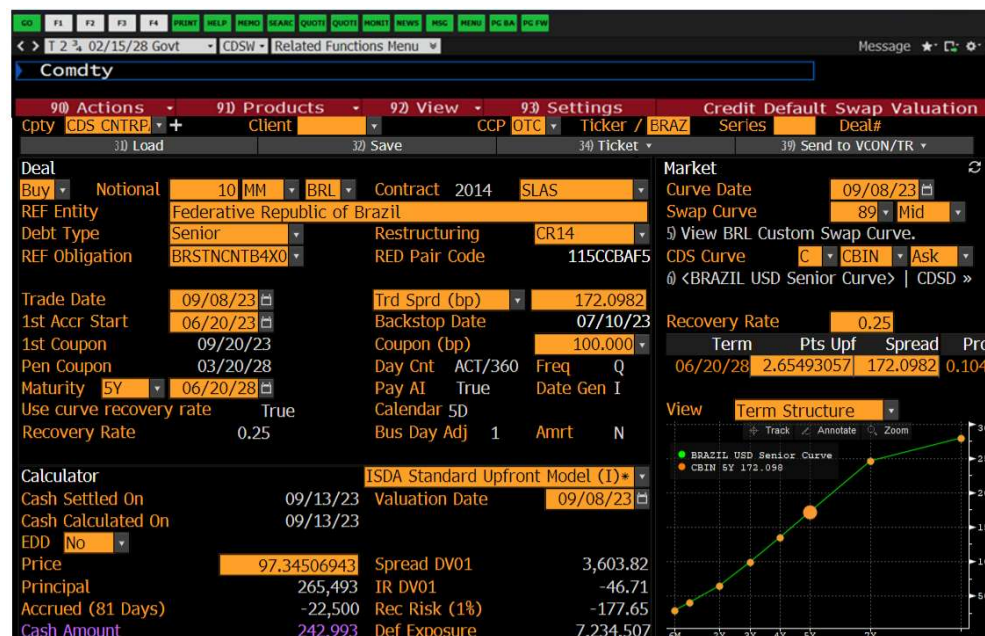 GO F1 F2 F3 F4 PRINT HELP MEMO SEARC QUOTI QUOTI MONIT NEWS MSG MENU PG BA PG FW
< > T 2 ¾ 02/15/28 Govt CDSW Related Functions Menu Message
Comdty
90) Actions 91) Products 92) View 93) Settings Credit Default Swap Valuation
Cpty CDS CNTRP + Client CCP OTC Ticker / BRAZ Series Deal#
31) Load 32) Save 34) Ticket 39) Send to VCON/TR
Deal Market
Buy Notional 10 MM BRL Contract 2014 SLAS Curve Date 09/08/23
REF Entity Federative Republic of Brazil Swap Curve 89 Mid
Debt Type Senior Restructuring CR14 5) View BRL Custom Swap Curve.
REF Obligation BRSTNCNTB4X0 RED Pair Code 115CCBAF5 CDS Curve C CBIN Ask
6) <BRAZIL USD Senior Curve> | CDSD »
Trade Date 09/08/23 Trd Sprd (bp) 172.0982
1st Accr Start 06/20/23 Backstop Date 07/10/23 Recovery Rate 0.25
1st Coupon 09/20/23 Coupon (bp) 100.000 Term Pts Upf Spread Pro
Pen Coupon 03/20/28 Day Cnt ACT/360 Freq Q 06/20/28 2.65493057 172.0982 0.104
Maturity 5Y 06/20/28 Pay AI True Date Gen I
Use curve recovery rate True Calendar 5D View Term Structure
Recovery Rate 0.25 Bus Day Adj 1 Amrt N Track Annotate Zoom
BRAZIL USD Senior Curve
CBIN 5Y 172.098
Calculator ISDA Standard Upfront Model (I)*
Cash Settled On 09/13/23 Valuation Date 09/08/23
Cash Calculated On 09/13/23
EDD No
Price 97.34506943 Spread DV01 3,603.82
Principal 265,493 IR DV01 -46.71
Accrued (81 Days) -22,500 Rec Risk (1%) -177.65
Cash Amount 242,993 Def Exposure 7,234,507